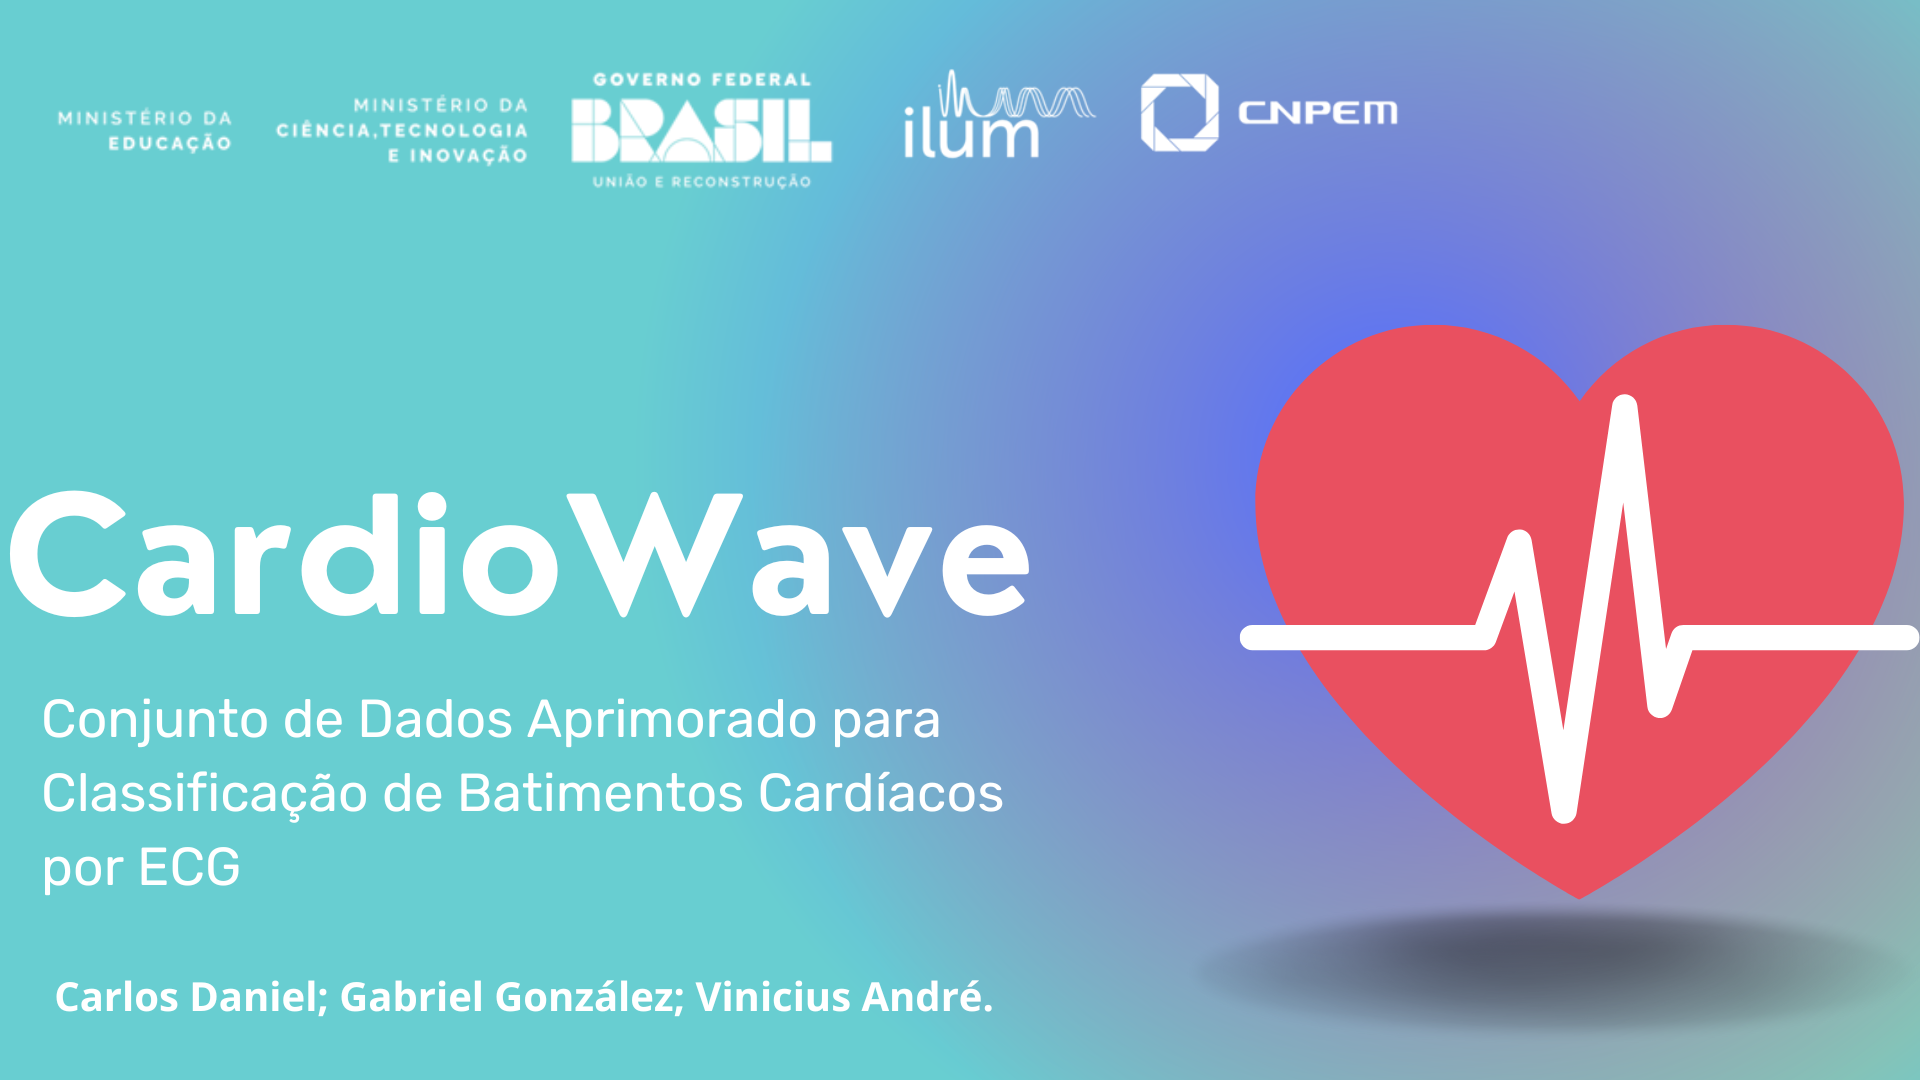 MINISTÉRIO DA
EDUCAÇÃO
MINISTÉRIO DA
CIÊNCIA,TECNOLOGIA
E INOVAÇÃO
GOVERNO FEDERAL
BRASIL
UNIÃO E RECONSTRUÇÃO
ilum
CNPEM
CardioWave
Conjunto de Dados Aprimorado para
Classificação de Batimentos Cardíacos
por ECG
Carlos Daniel; Gabriel González; Vinicius André.